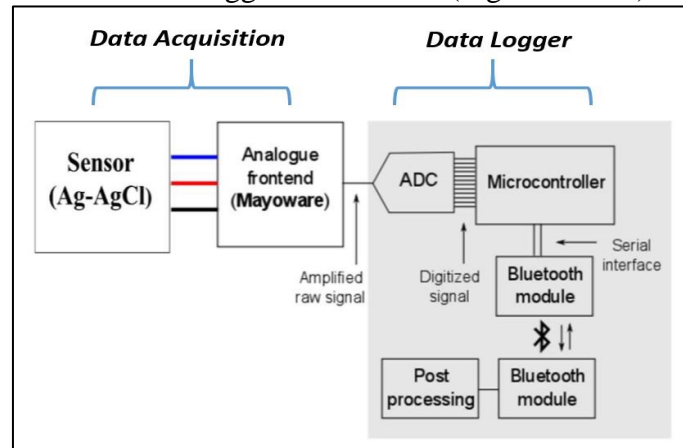 Data Acquisition
Data Logger
Sensor
(Ag-AgCl)
Analogue
frontend
(Mayoware)
ADC
Microcontroller
Amplified
raw signal
Digitized
signal
Serial
interface
Bluetooth
module
Post
processing
Bluetooth
module